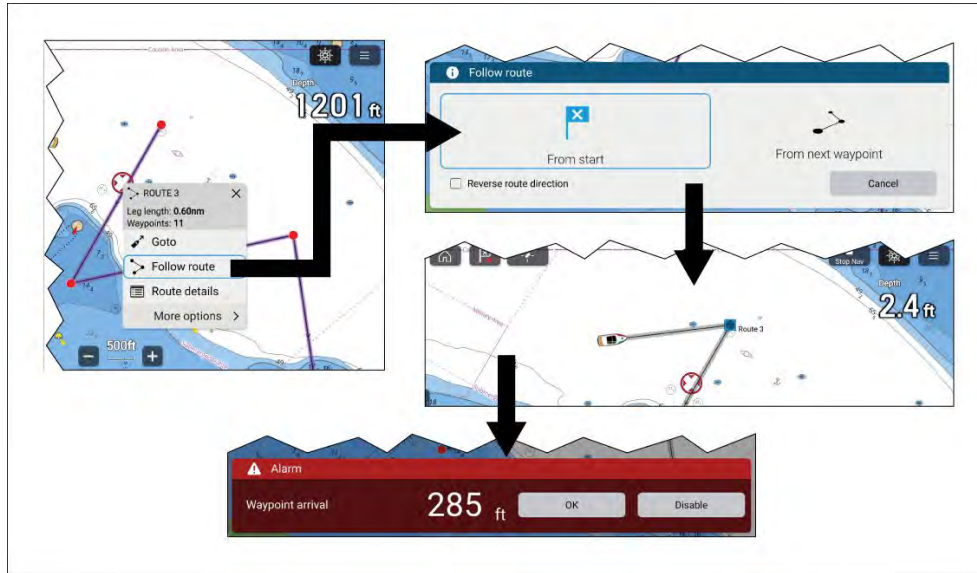 Caution Area
Depth
1201 ft
ROUTE 3
Leg length: 0.60nm
Waypoints: 11
Goto
Follow route
Route details
More options
500ft
Follow route
From start
From next waypoint
Reverse route direction
Cancel
Stop Nav
Depth
2.4 ft
Route 3
Alarm
Waypoint arrival
285 ft
OK
Disable